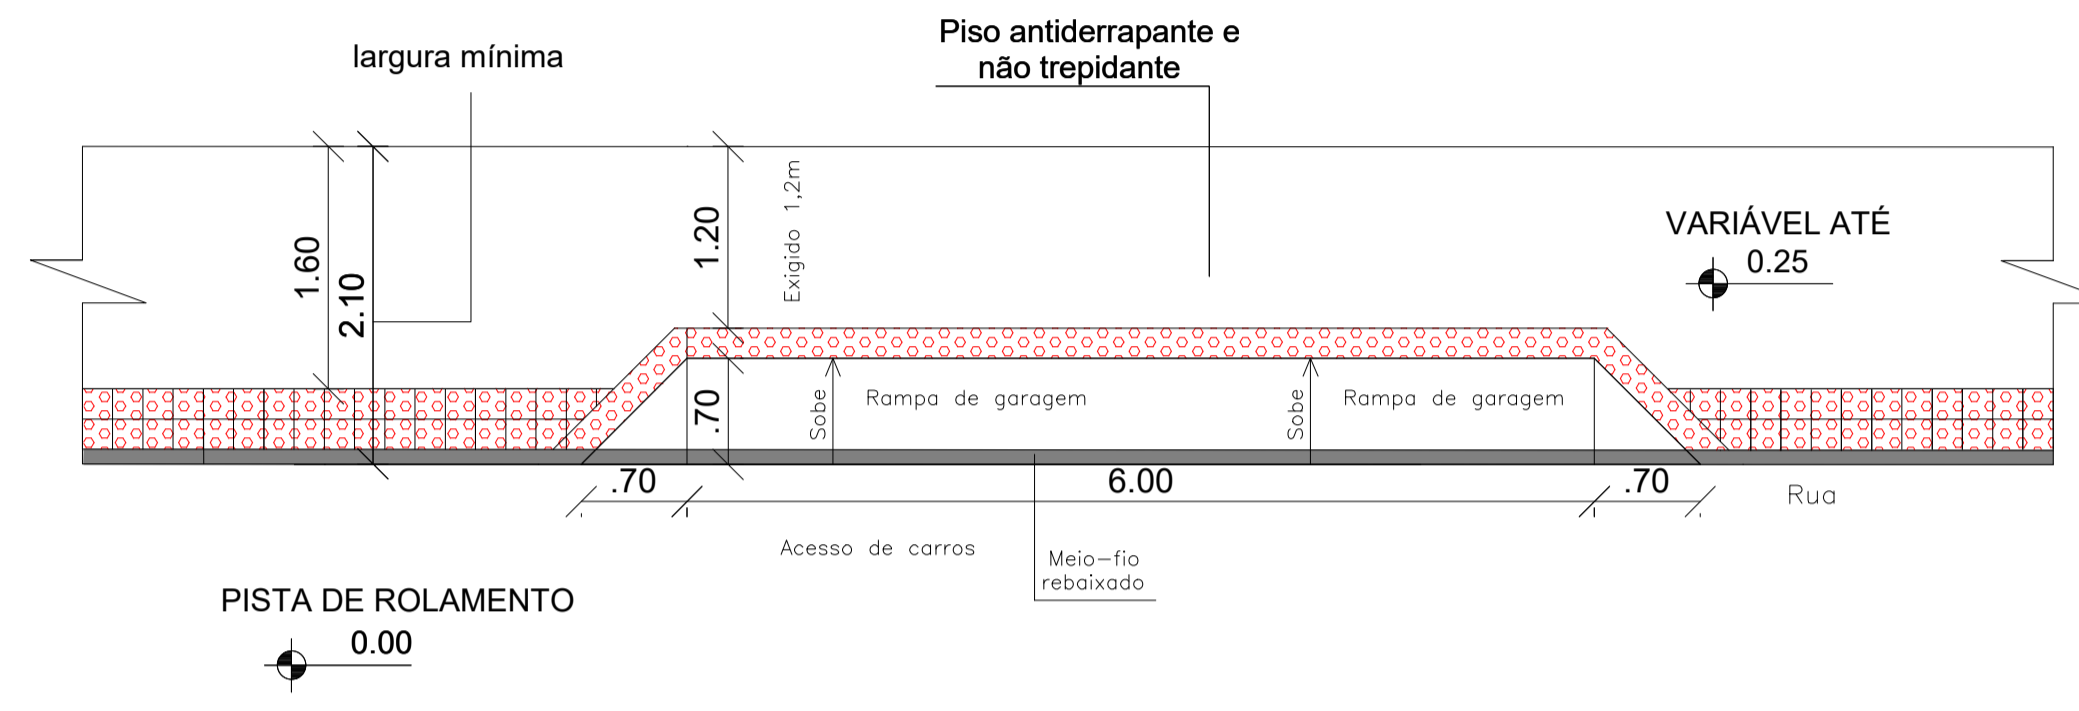 Piso antiderrapante e
não trepidante
largura mínima
1.60
2.10
1.20
Exigido 1,2m
VARIÁVEL ATÉ
0.25
.70
Sobe
Rampa de garagem
Sobe
Rampa de garagem
.70
6.00
.70
Rua
Acesso de carros
Meio-fio
rebaixado
PISTA DE ROLAMENTO
0.00